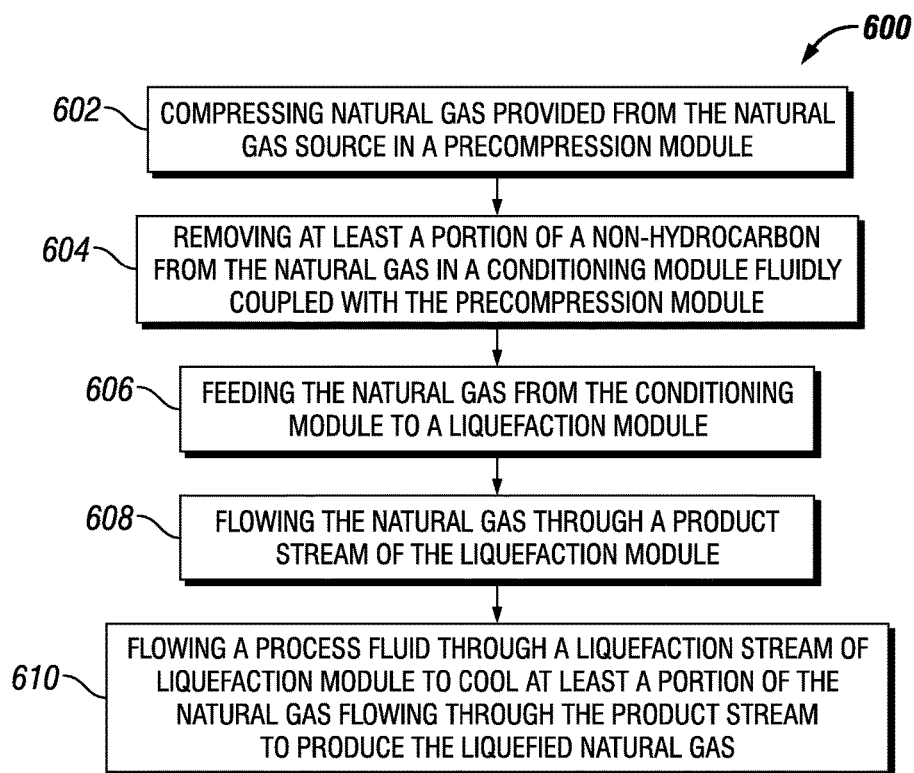 600
602
COMPRESSING NATURAL GAS PROVIDED FROM THE NATURAL
GAS SOURCE IN A PRECOMPRESSION MODULE
604
REMOVING AT LEAST A PORTION OF A NON-HYDROCARBON
FROM THE NATURAL GAS IN A CONDITIONING MODULE FLUIDLY
COUPLED WITH THE PRECOMPRESSION MODULE
606
FEEDING THE NATURAL GAS FROM THE CONDITIONING
MODULE TO A LIQUEFACTION MODULE
608
FLOWING THE NATURAL GAS THROUGH A PRODUCT
STREAM OF THE LIQUEFACTION MODULE
610
FLOWING A PROCESS FLUID THROUGH A LIQUEFACTION STREAM OF
LIQUEFACTION MODULE TO COOL AT LEAST A PORTION OF THE
NATURAL GAS FLOWING THROUGH THE PRODUCT STREAM
TO PRODUCE THE LIQUEFIED NATURAL GAS